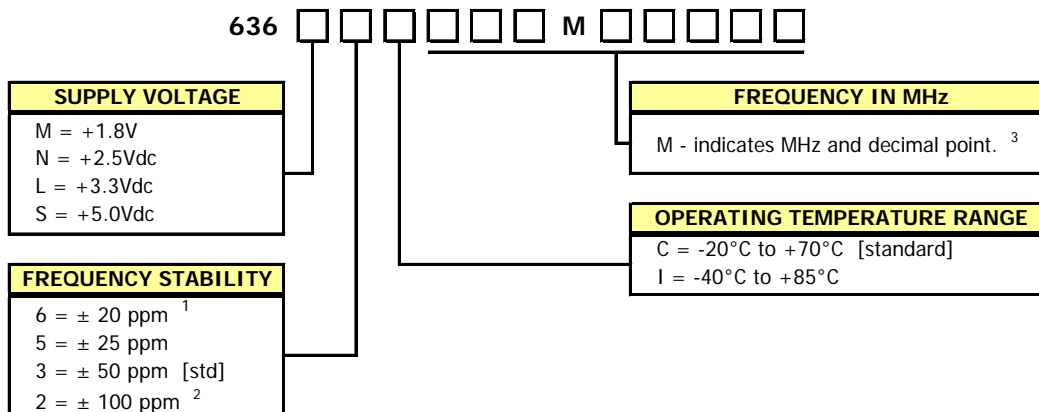 636 M
SUPPLY VOLTAGE
M = +1.8V
N = +2.5Vdc
L = +3.3Vdc
S = +5.0Vdc
FREQUENCY STABILITY
6 = ± 20 ppm 1
5 = ± 25 ppm
3 = ± 50 ppm [std]
2 = ± 100 ppm 2
FREQUENCY IN MHz
M - indicates MHz and decimal point. 3
OPERATING TEMPERATURE RANGE
C = -20°C to +70°C [standard]
I = -40°C to +85°C